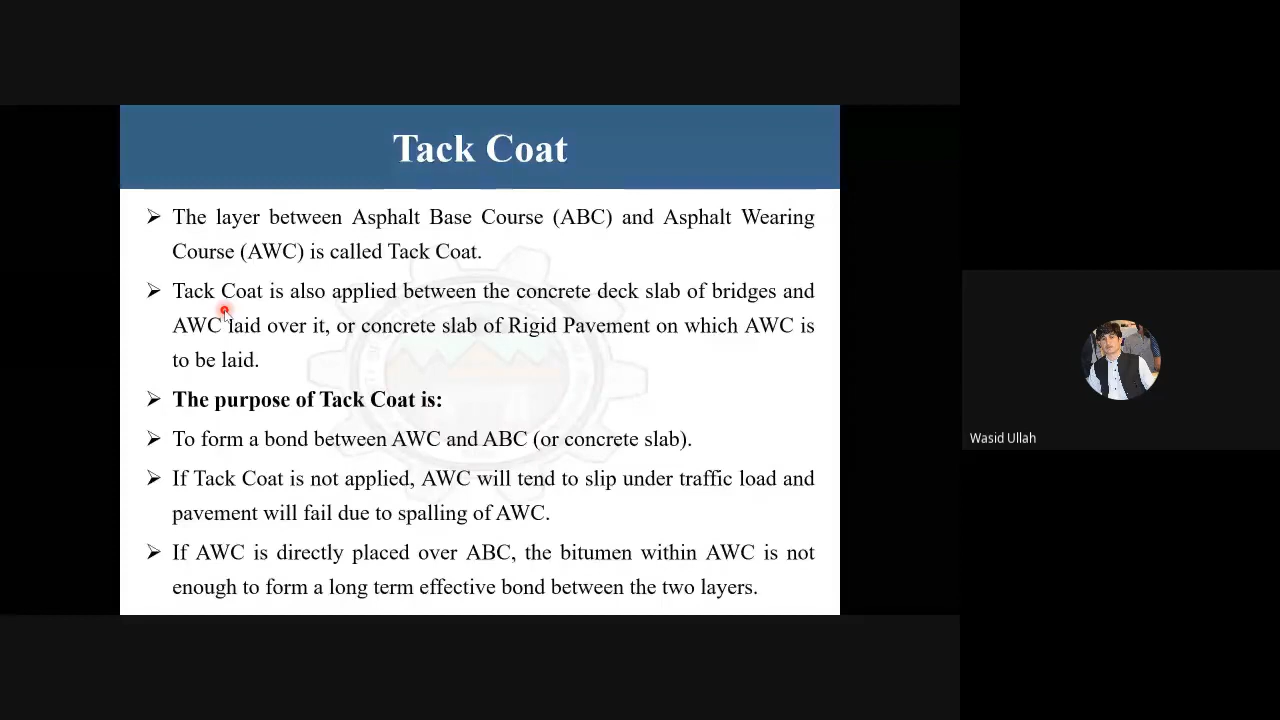 Tack Coat
➢ The layer between Asphalt Base Course (ABC) and Asphalt Wearing
Course (AWC) is called Tack Coat.
➢ Tack Coat is also applied between the concrete deck slab of bridges and
AWC laid over it, or concrete slab of Rigid Pavement on which AWC is
to be laid.
➢ The purpose of Tack Coat is:
➢ To form a bond between AWC and ABC (or concrete slab).
➢ If Tack Coat is not applied, AWC will tend to slip under traffic load and
pavement will fail due to spalling of AWC.
➢ If AWC is directly placed over ABC, the bitumen within AWC is not
enough to form a long term effective bond between the two layers.
Wasid Ullah